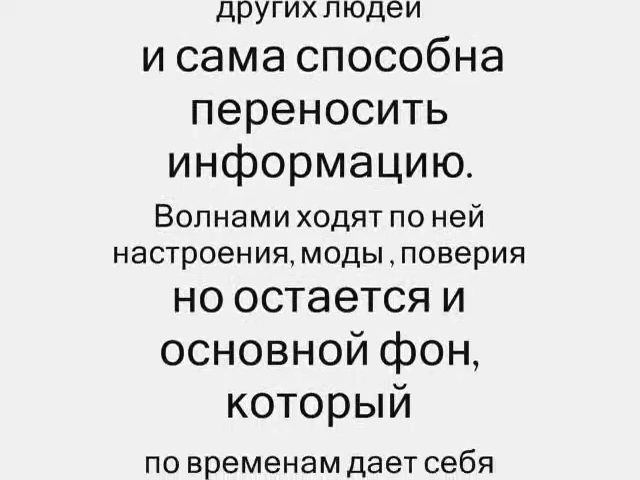 других людей
и сама способна
переносить
информацию.
Волнами ходят по ней
настроения, моды , поверия
но остается и
основной фон,
который
по временам дает себя